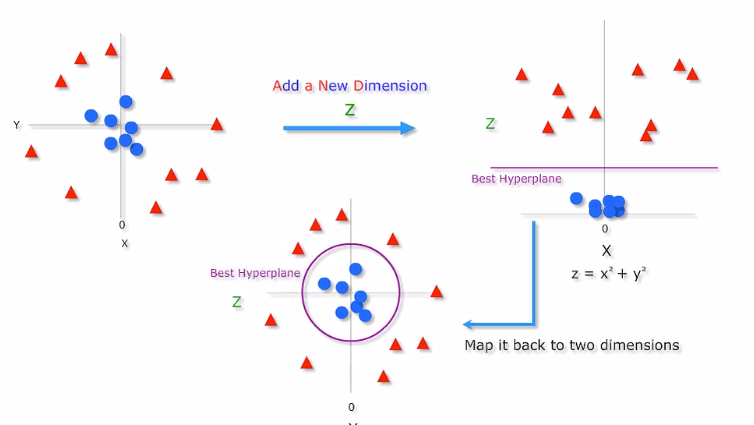 Y
0
X
Add a New Dimension
Z
Z
Best Hyperplane
0
X
z = x² + y²
Map it back to two dimensions
Best Hyperplane
Z
0